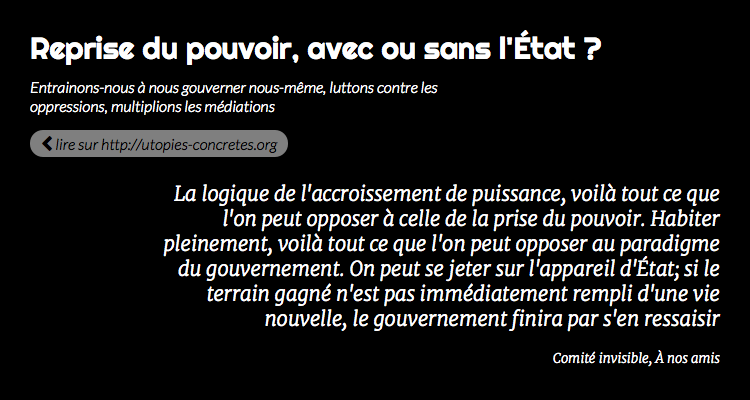 Reprise du pouvoir, avec ou sans l'État ?
Entrainons-nous à nous gouverner nous-même, luttons contre les
oppressions, multiplions les médiations
lire sur http://utopies-concretes.org
La logique de l'accroissement de puissance, voilà tout ce que
l'on peut opposer à celle de la prise du pouvoir. Habiter
pleinement, voilà tout ce que l'on peut opposer au paradigme
du gouvernement. On peut se jeter sur l'appareil d'État; si le
terrain gagné n'est pas immédiatement rempli d'une vie
nouvelle, le gouvernement finira par s'en ressaisir
Comité invisible, À nos amis